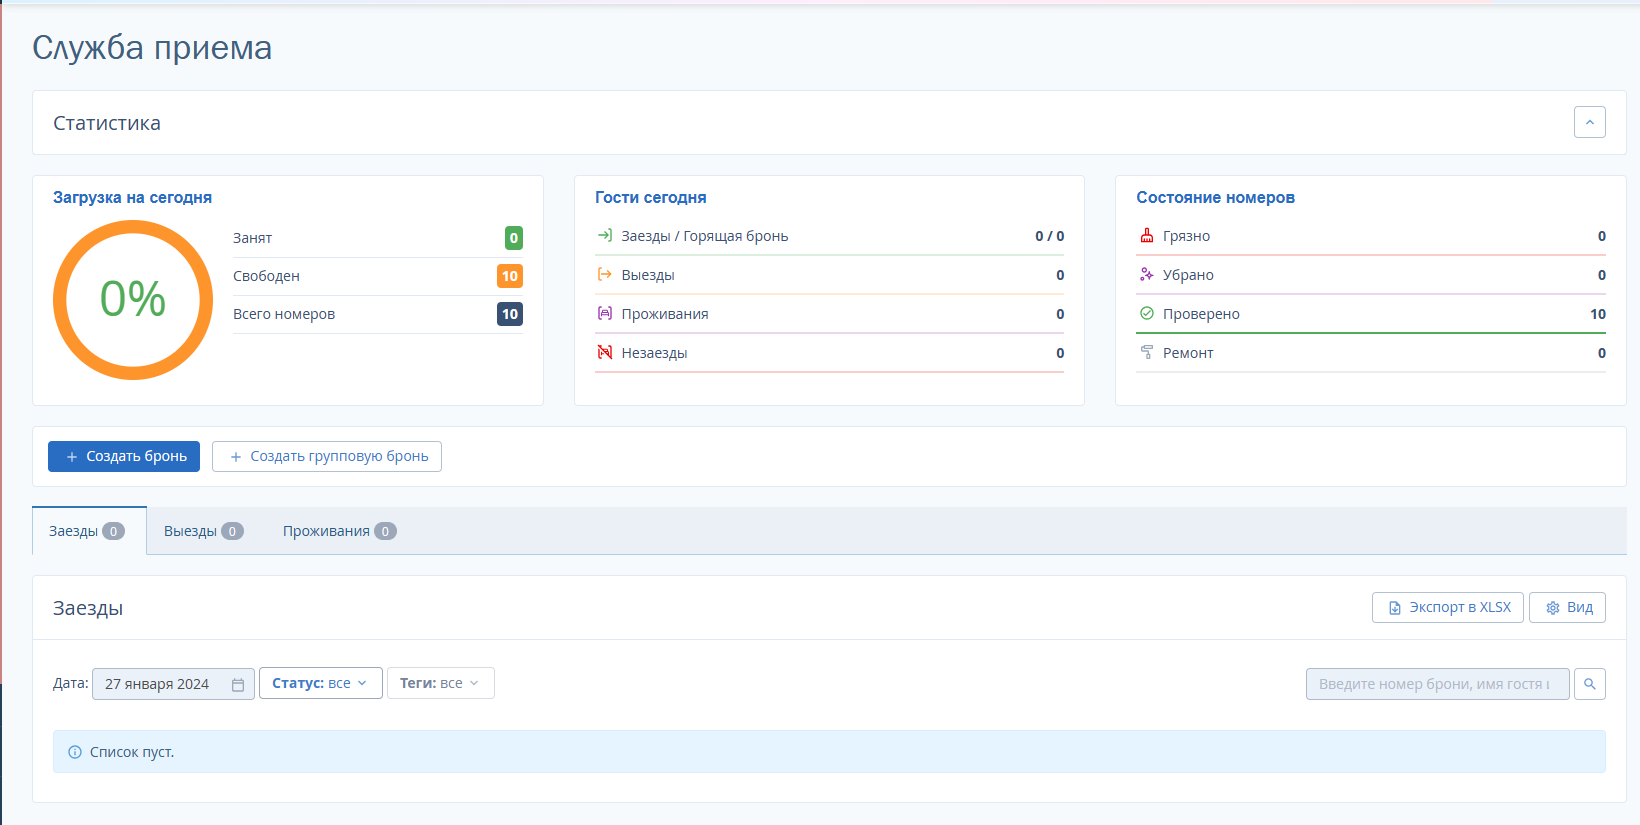 Служба приема
Статистика
Загрузка на сегодня
0%
Занят 0
Свободен 10
Всего номеров 10
Гости сегодня
Заезды / Горящая бронь 0 / 0
Выезды 0
Проживания 0
Незаезды 0
Состояние номеров
Грязно 0
Убрано 0
Проверено 10
Ремонт 0
+ Создать бронь + Создать групповую бронь
Заезды 0 Выезды 0 Проживания 0
Заезды Экспорт в XLSX Вид
Дата: 27 января 2024 Статус: все Теги: все Введите номер брони, имя гостя
Список пуст.